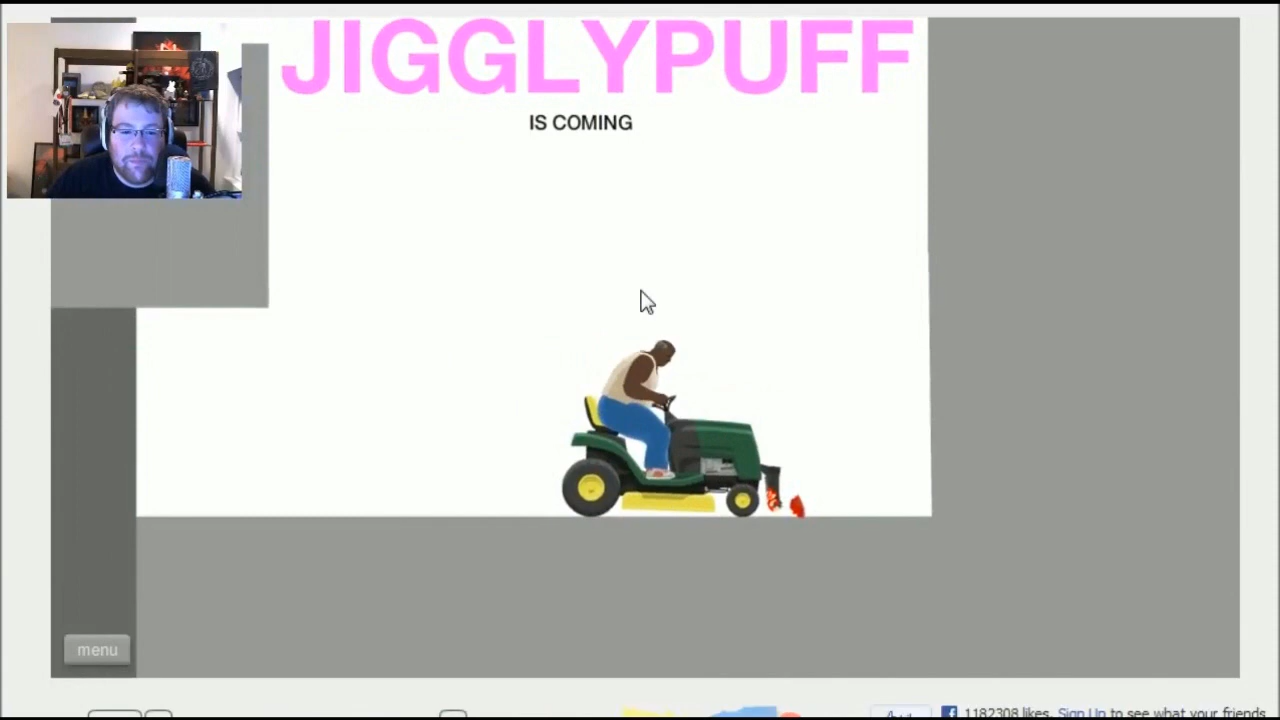 JIGGLYPUFF
IS COMING
menu
1182308 likes. Sign Up to see what your friends